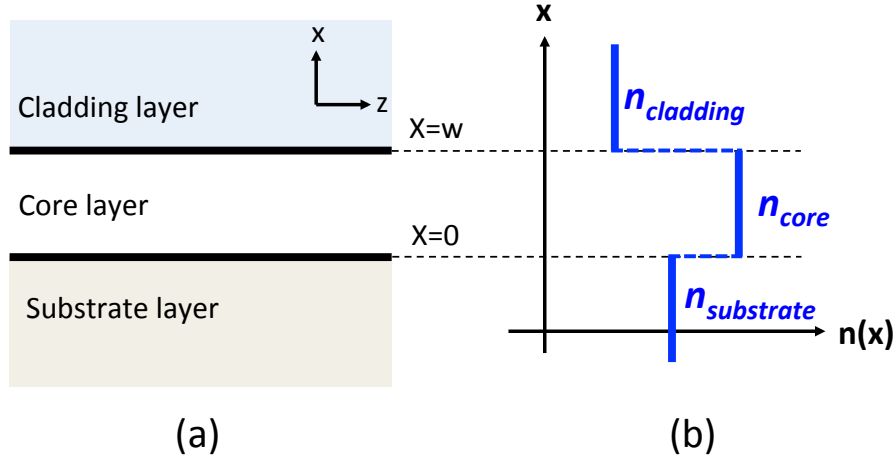 x
z
Cladding layer
X=w
Core layer
X=0
Substrate layer
(a)
x
n_cladding
n_core
n_substrate
n(x)
(b)